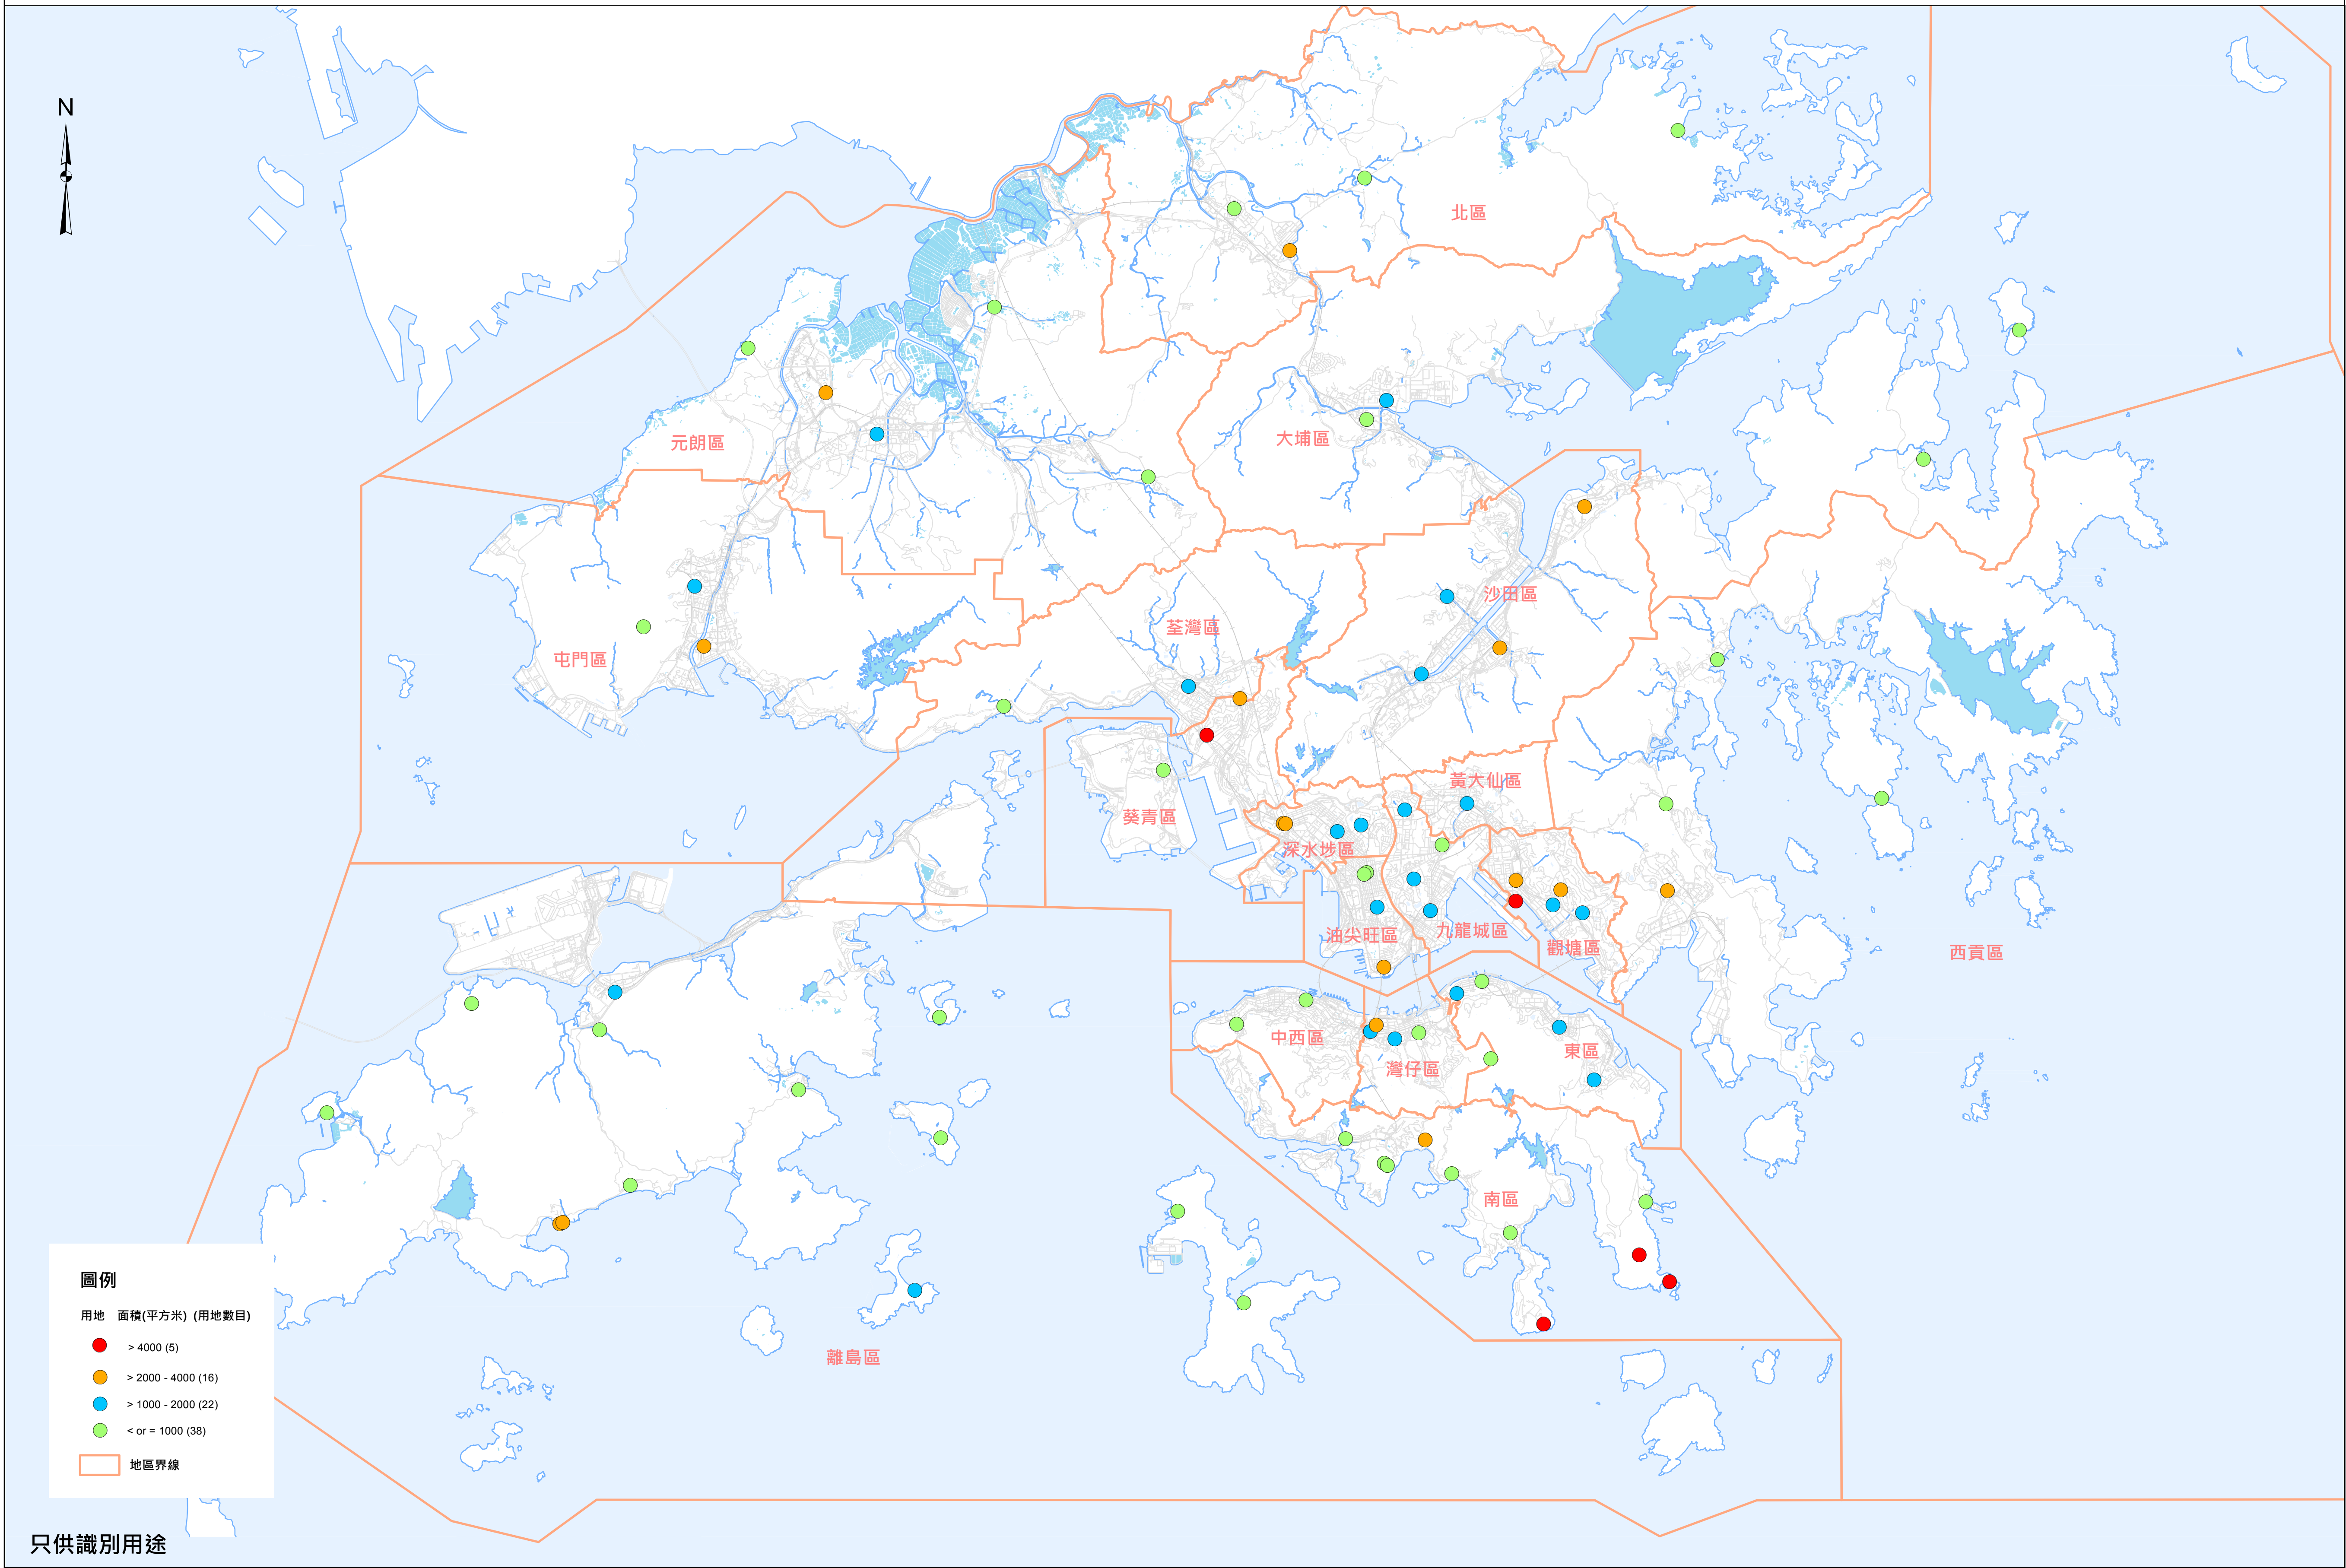 N
北區
元朗區
大埔區
沙田區
荃灣區
屯門區
黃大仙區
葵青區
深水埗區
油尖旺區
九龍城區
觀塘區
西貢區
中西區
東區
灣仔區
南區
離島區
圖例
用地 面積(平方米) (用地數目)
> 4000 (5)
> 2000 - 4000 (16)
> 1000 - 2000 (22)
< or = 1000 (38)
地區界線
只供識別用途